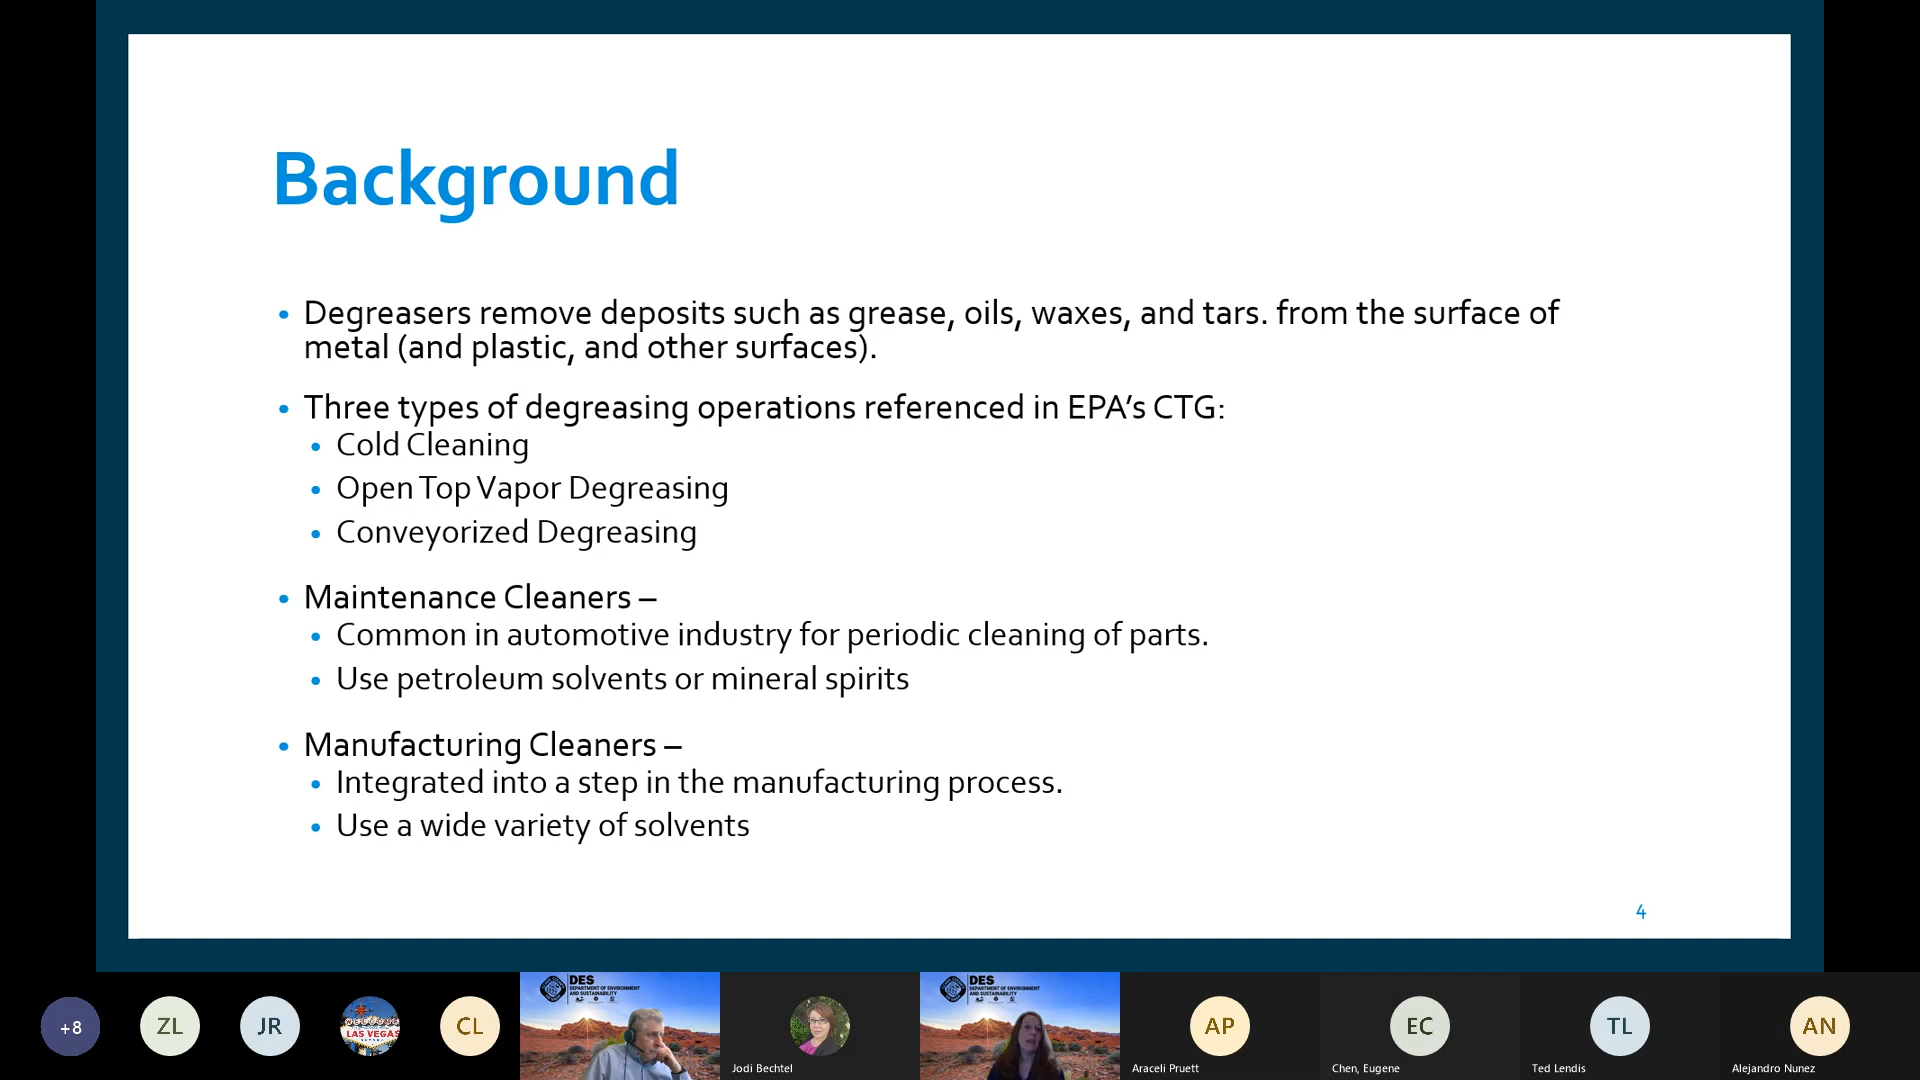 Background
Degreasers remove deposits such as grease, oils, waxes, and tars. from the surface of
metal (and plastic, and other surfaces).
Three types of degreasing operations referenced in EPA’s CTG:
Cold Cleaning
Open Top Vapor Degreasing
Conveyorized Degreasing
Maintenance Cleaners –
Common in automotive industry for periodic cleaning of parts.
Use petroleum solvents or mineral spirits
Manufacturing Cleaners –
Integrated into a step in the manufacturing process.
Use a wide variety of solvents
4
+8
ZL
JR
LAS VEGAS
CL
DES
DEPARTMENT OF ENVIRONMENT
AND SUSTAINABILITY
Jodi Bechtel
DES
DEPARTMENT OF ENVIRONMENT
AND SUSTAINABILITY
AP
Araceli Pruett
EC
Chen, Eugene
TL
Ted Lendis
AN
Alejandro Nunez